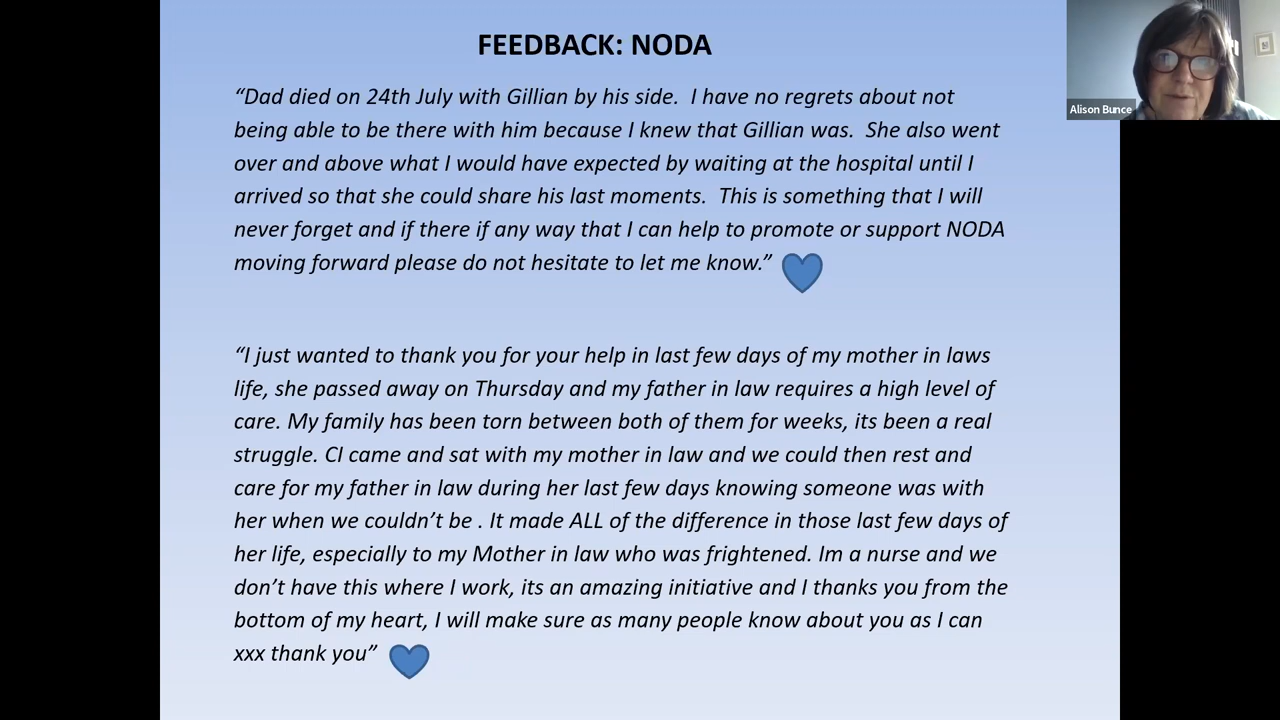 FEEDBACK: NODA
“Dad died on 24th July with Gillian by his side.  I have no regrets about not
being able to be there with him because I knew that Gillian was.  She also went
over and above what I would have expected by waiting at the hospital until I
arrived so that she could share his last moments.  This is something that I will
never forget and if there if any way that I can help to promote or support NODA
moving forward please do not hesitate to let me know.”
“I just wanted to thank you for your help in last few days of my mother in laws
life, she passed away on Thursday and my father in law requires a high level of
care. My family has been torn between both of them for weeks, its been a real
struggle. CI came and sat with my mother in law and we could then rest and
care for my father in law during her last few days knowing someone was with
her when we couldn’t be . It made ALL of the difference in those last few days of
her life, especially to my Mother in law who was frightened. Im a nurse and we
don’t have this where I work, its an amazing initiative and I thanks you from the
bottom of my heart, I will make sure as many people know about you as I can
xxx thank you”
Alison Bunce